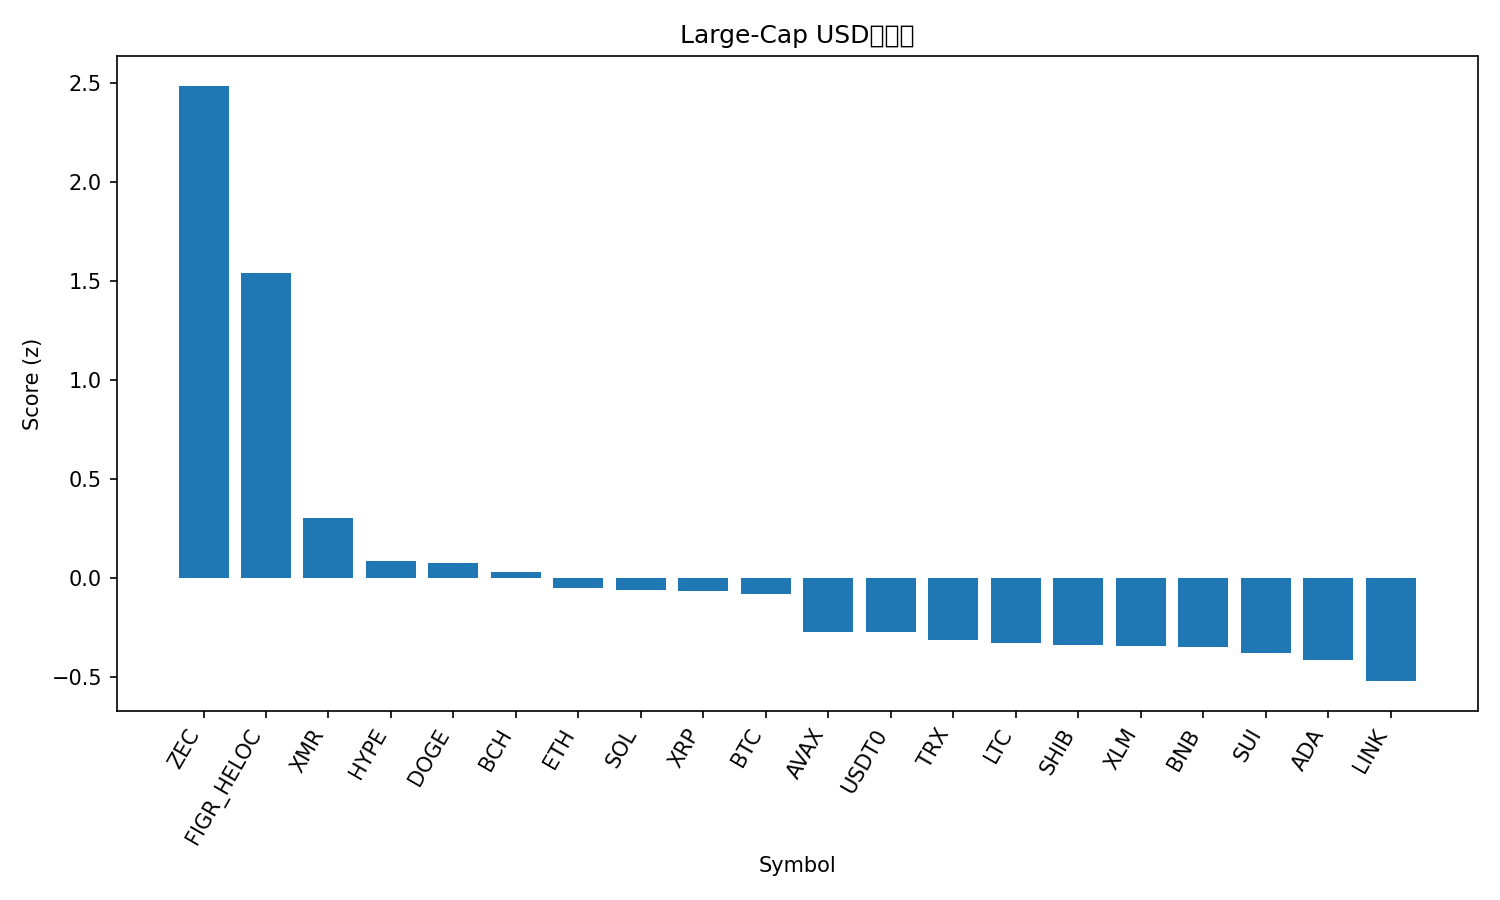 Large-Cap USD
Score (z)
2.5
2.0
1.5
1.0
0.5
0.0
−0.5
ZEC
FIGR_HELOC
XMR
HYPE
DOGE
BCH
ETH
SOL
XRP
BTC
AVAX
USDT0
TRX
LTC
SHIB
XLM
BNB
SUI
ADA
LINK
Symbol